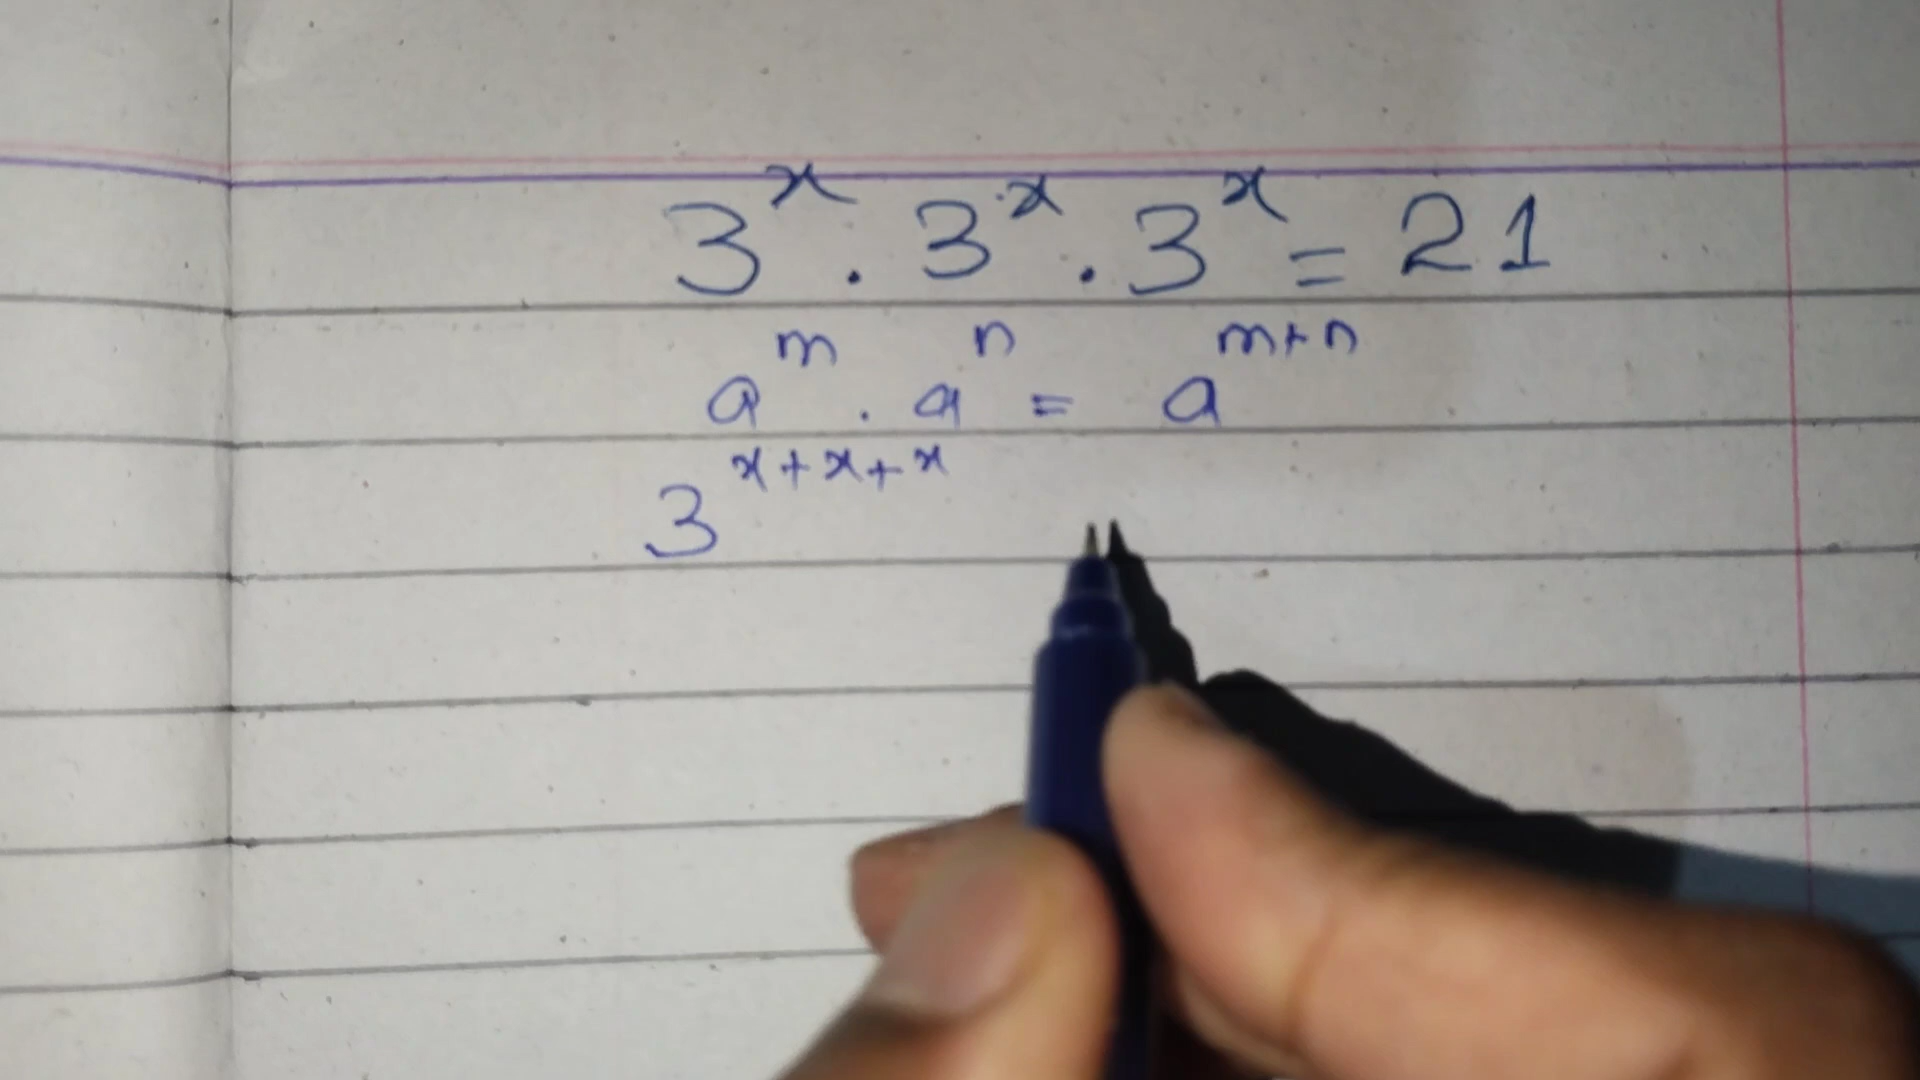 3^x . 3^x . 3^x = 21
a^m . a^n = a^{m+n}
3^{x+x+x}